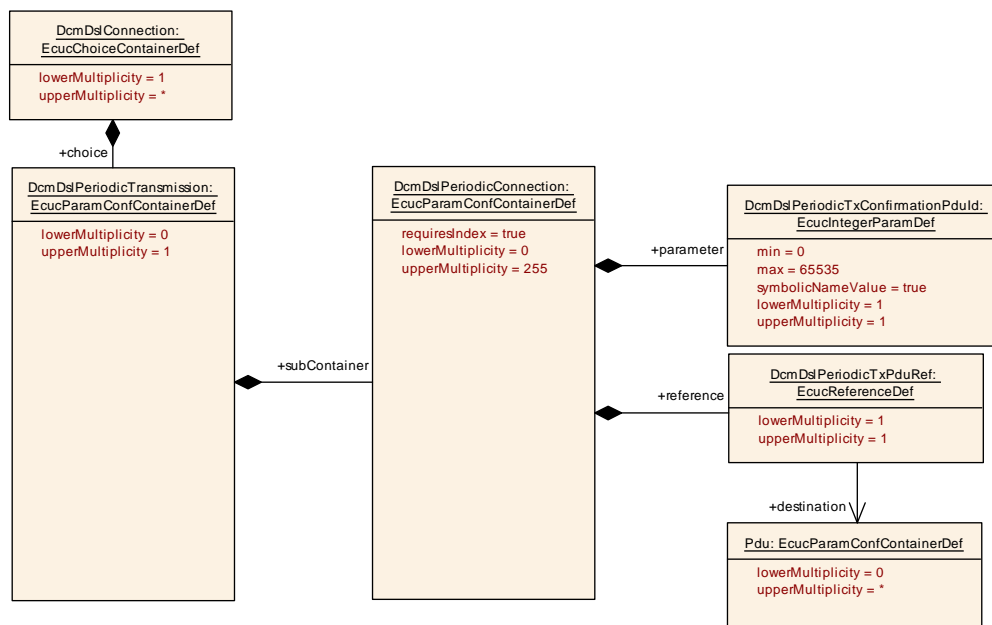 DcmDslConnection:
EcucChoiceContainerDef
lowerMultiplicity = 1
upperMultiplicity = *
+choice
DcmDslPeriodicTransmission:
EcucParamConfContainerDef
lowerMultiplicity = 0
upperMultiplicity = 1
+subContainer
DcmDslPeriodicConnection:
EcucParamConfContainerDef
requiresIndex = true
lowerMultiplicity = 0
upperMultiplicity = 255
+parameter
DcmDslPeriodicTxConfirmationPduId:
EcucIntegerParamDef
min = 0
max = 65535
symbolicNameValue = true
lowerMultiplicity = 1
upperMultiplicity = 1
+reference
DcmDslPeriodicTxPduRef:
EcucReferenceDef
lowerMultiplicity = 1
upperMultiplicity = 1
+destination
Pdu: EcucParamConfContainerDef
lowerMultiplicity = 0
upperMultiplicity = *